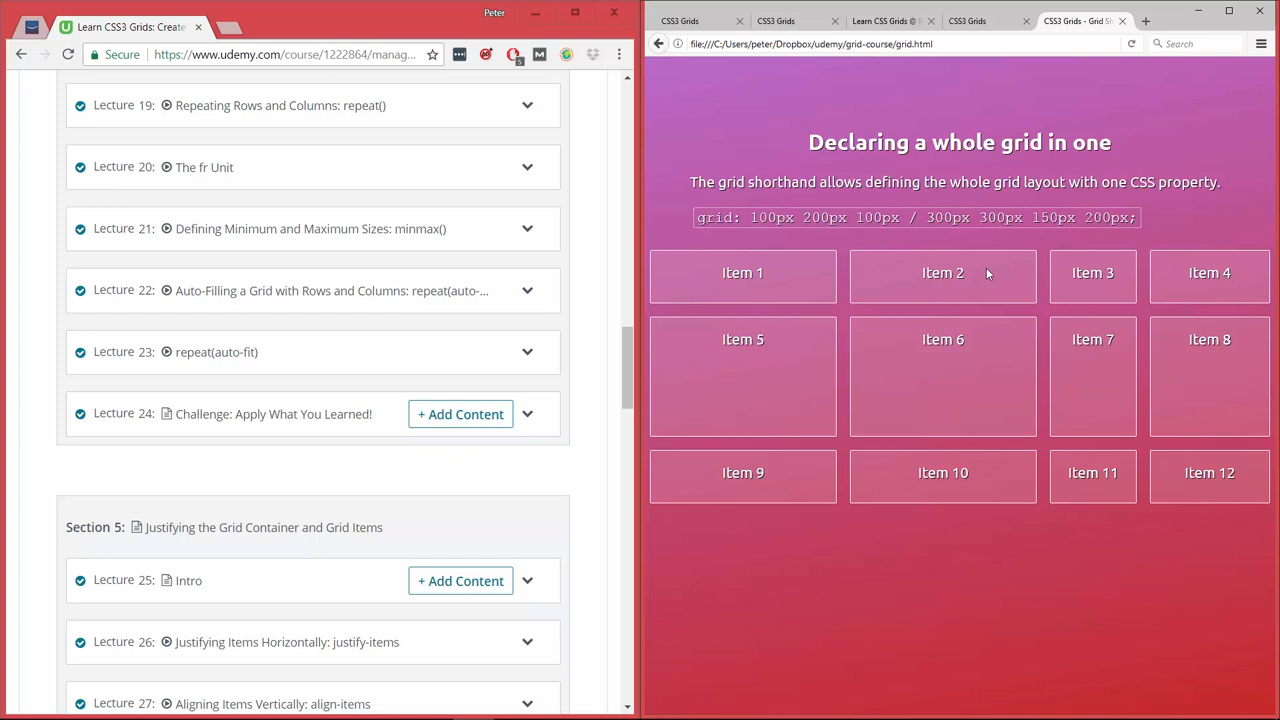 Peter
Learn CSS3 Grids: Create
Secure
https://www.udemy.com/course/1222864/manag...
5
Lecture 19: Repeating Rows and Columns: repeat()
Lecture 20: The fr Unit
Lecture 21: Defining Minimum and Maximum Sizes: minmax()
Lecture 22: Auto-Filling a Grid with Rows and Columns: repeat(auto-...
Lecture 23: repeat(auto-fit)
Lecture 24: Challenge: Apply What You Learned!
+ Add Content
Section 5: Justifying the Grid Container and Grid Items
Lecture 25: Intro
+ Add Content
Lecture 26: Justifying Items Horizontally: justify-items
Lecture 27: Aligning Items Vertically: align-items
CSS3 Grids
CSS3 Grids
Learn CSS Grids @
CSS3 Grids
CSS3 Grids - Grid
file:///C:/Users/peter/Dropbox/udemy/grid-course/grid.html
Search
Declaring a whole grid in one
The grid shorthand allows defining the whole grid layout with one CSS property.
grid: 100px 200px 100px / 300px 300px 150px 200px;
Item 1
Item 2
Item 3
Item 4
Item 5
Item 6
Item 7
Item 8
Item 9
Item 10
Item 11
Item 12